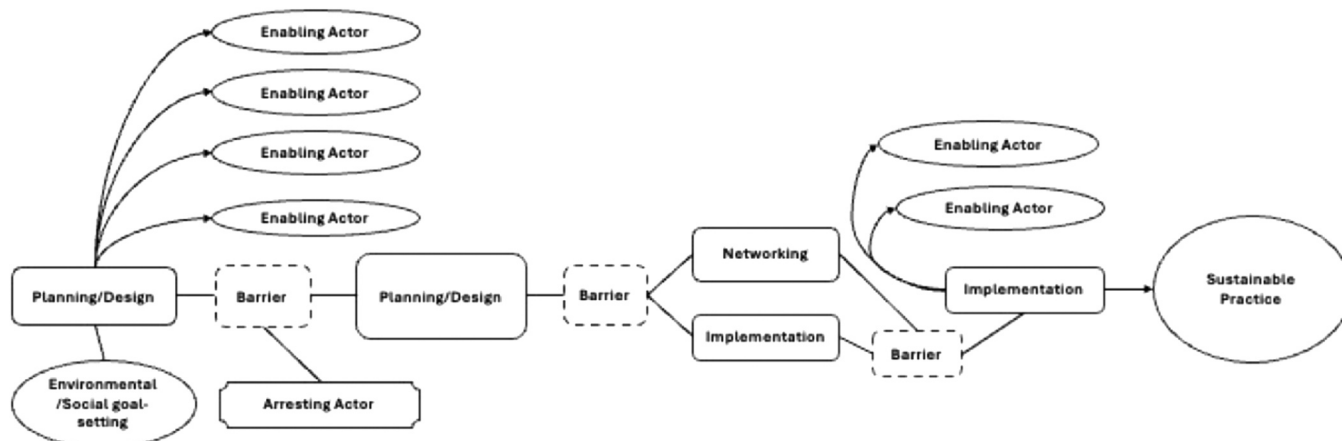 Enabling Actor
Enabling Actor
Enabling Actor
Enabling Actor
Planning/Design
Barrier
Planning/Design
Barrier
Environmental
/Social goal-
setting
Arresting Actor
Networking
Implementation
Barrier
Enabling Actor
Enabling Actor
Implementation
Sustainable
Practice